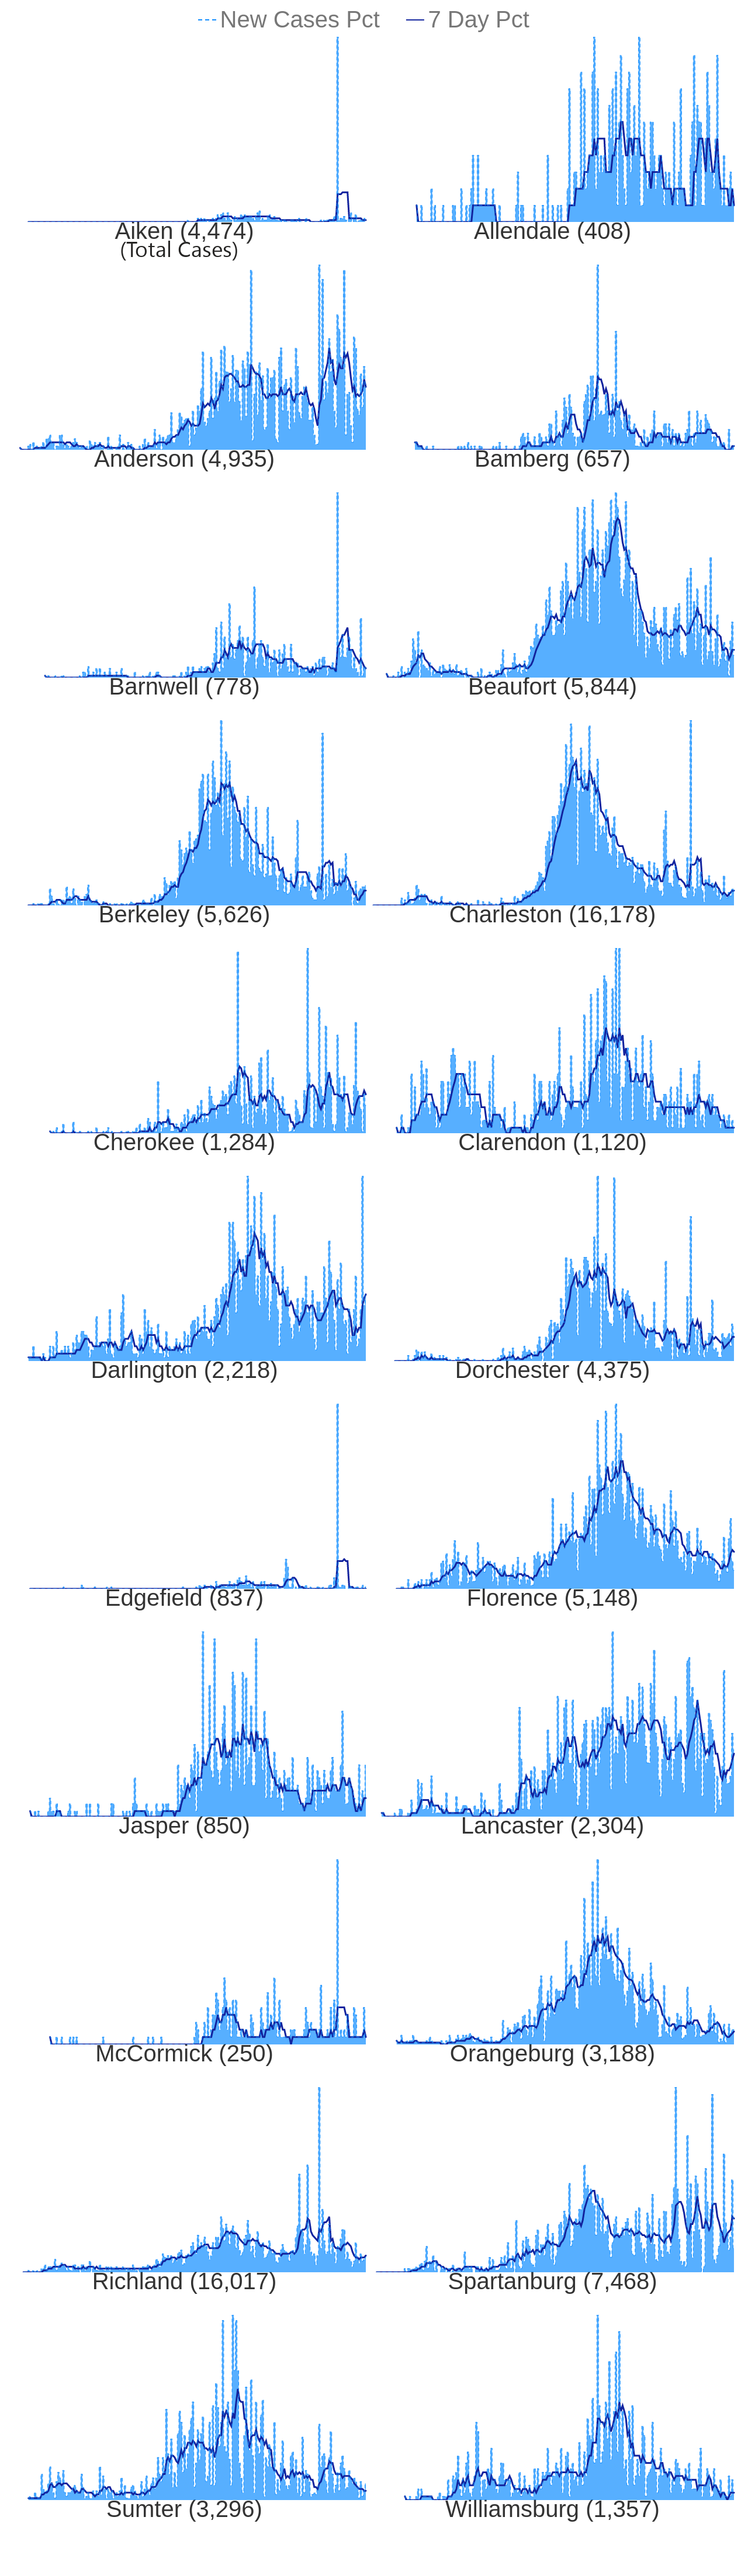 New Cases Pct 7 Day Pct
Aiken (4,474) Allendale (408)
(Total Cases)
Anderson (4,935) Bamberg (657)
Barnwell (778) Beaufort (5,844)
Berkeley (5,626) Charleston (16,178)
Cherokee (1,284) Clarendon (1,120)
Darlington (2,218) Dorchester (4,375)
Edgefield (837) Florence (5,148)
Jasper (850) Lancaster (2,304)
McCormick (250) Orangeburg (3,188)
Richland (16,017) Spartanburg (7,468)
Sumter (3,296) Williamsburg (1,357)